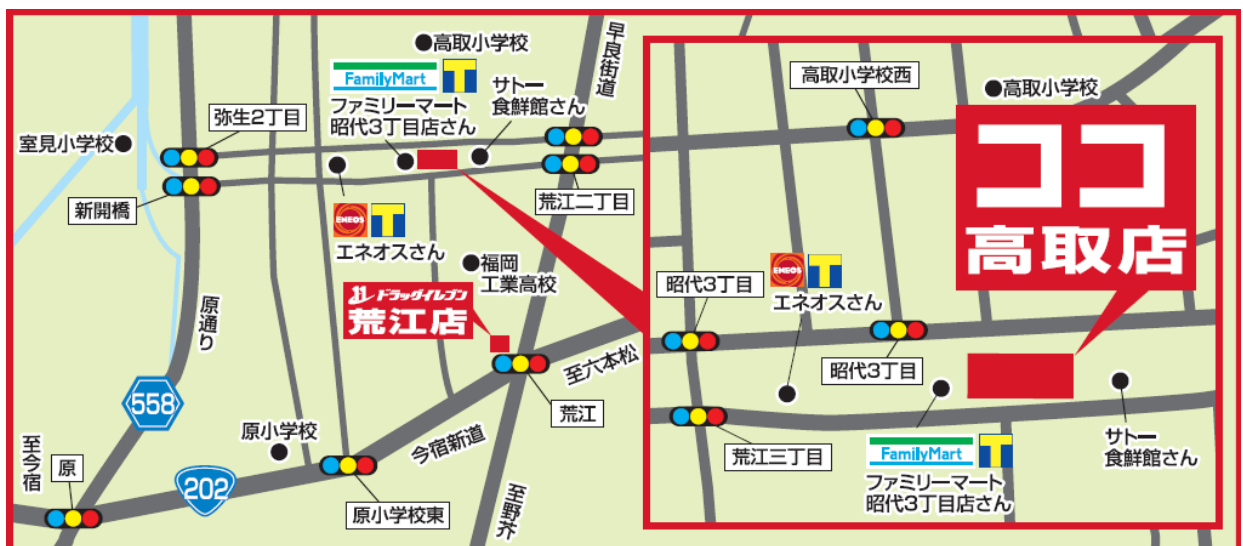 高取小学校
早良街道
FamilyMart T
ファミリーマート
昭代3丁目店さん
サトー
食鮮館さん
弥生2丁目
室見小学校
新開橋
荒江二丁目
ENEOS T
エネオスさん
福岡
工業高校
ドラッグイレブン
荒江店
原通り
至六本松
558
荒江
至今宿
原
原小学校
今宿新道
202
原小学校東
至野芥
高取小学校西
高取小学校
ココ
高取店
昭代3丁目
ENEOS T
エネオスさん
昭代3丁目
荒江三丁目
FamilyMart T
ファミリーマート
昭代3丁目店さん
サトー
食鮮館さん